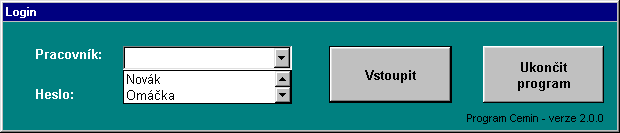 Login
Pracovník:
Novák
Heslo:
Omáčka
Vstoupit
Ukončit
program
Program Cemin - verze 2.0.0